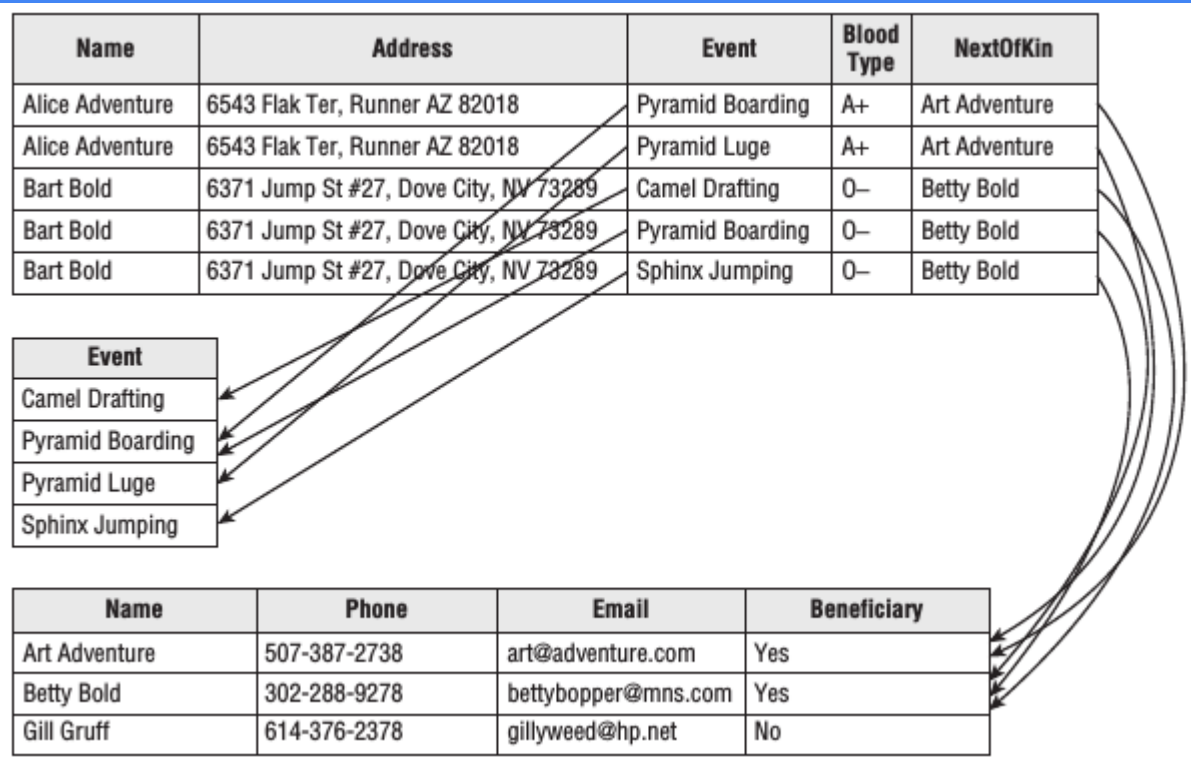 Name Address Event Blood Type NextOfKin
Alice Adventure 6543 Flak Ter, Runner AZ 82018 Pyramid Boarding A+ Art Adventure
Alice Adventure 6543 Flak Ter, Runner AZ 82018 Pyramid Luge A+ Art Adventure
Bart Bold 6371 Jump St #27, Dove City, NV 73289 Camel Drafting O– Betty Bold
Bart Bold 6371 Jump St #27, Dove City, NV 73289 Pyramid Boarding O– Betty Bold
Bart Bold 6371 Jump St #27, Dove City, NV 73289 Sphinx Jumping O– Betty Bold
Event
Camel Drafting
Pyramid Boarding
Pyramid Luge
Sphinx Jumping
Name Phone Email Beneficiary
Art Adventure 507-387-2738 art@adventure.com Yes
Betty Bold 302-288-9278 bettybopper@mns.com Yes
Gill Gruff 614-376-2378 gillyweed@hp.net No